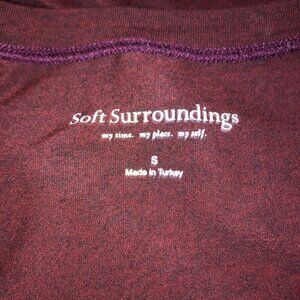 Soft Surroundings
my time. my place. my self.
S
Made in Turkey